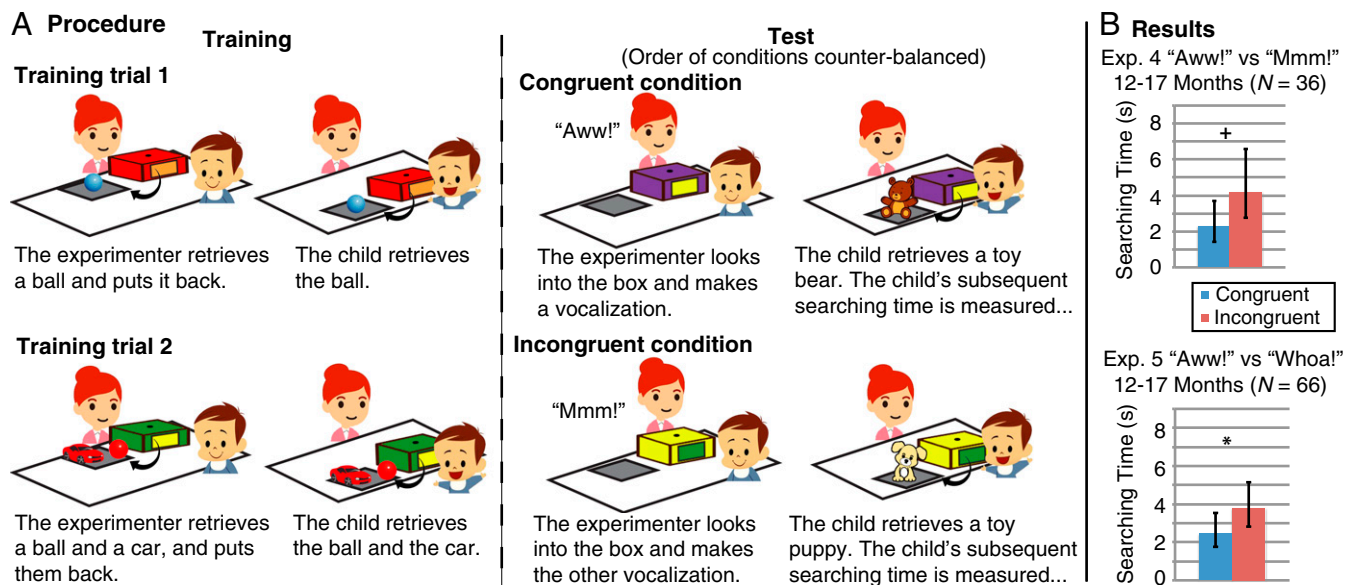 A Procedure
Training
Training trial 1
The experimenter retrieves
a ball and puts it back.
The child retrieves
the ball.
Training trial 2
The experimenter retrieves
a ball and a car, and puts
them back.
The child retrieves
the ball and the car.
Test
(Order of conditions counter-balanced)
Congruent condition
“Aww!”
The experimenter looks
into the box and makes
a vocalization.
The child retrieves a toy
bear. The child’s subsequent
searching time is measured...
Incongruent condition
“Mmm!”
The experimenter looks
into the box and makes
the other vocalization.
The child retrieves a toy
puppy. The child’s subsequent
searching time is measured...
B Results
Exp. 4 “Aww!” vs “Mmm!”
12-17 Months (N = 36)
Searching Time (s)
8
6
4
2
0
+
Congruent
Incongruent
Exp. 5 “Aww!” vs “Whoa!”
12-17 Months (N = 66)
Searching Time (s)
8
6
4
2
0
*